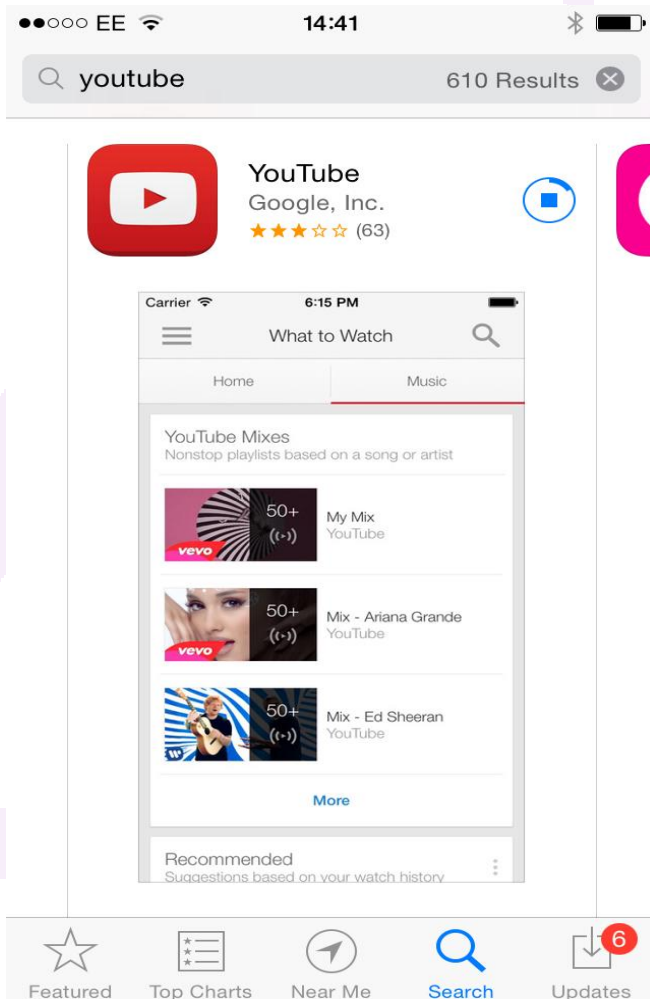 EE 14:41
youtube 610 Results
YouTube
Google, Inc.
(63)
Carrier 6:15 PM
What to Watch
Home Music
YouTube Mixes
Nonstop playlists based on a song or artist
50+
vevo
My Mix
YouTube
50+
vevo
Mix - Ariana Grande
YouTube
50+
Mix - Ed Sheeran
YouTube
More
Recommended
Suggestions based on your watch history
6
Featured Top Charts Near Me Search Updates